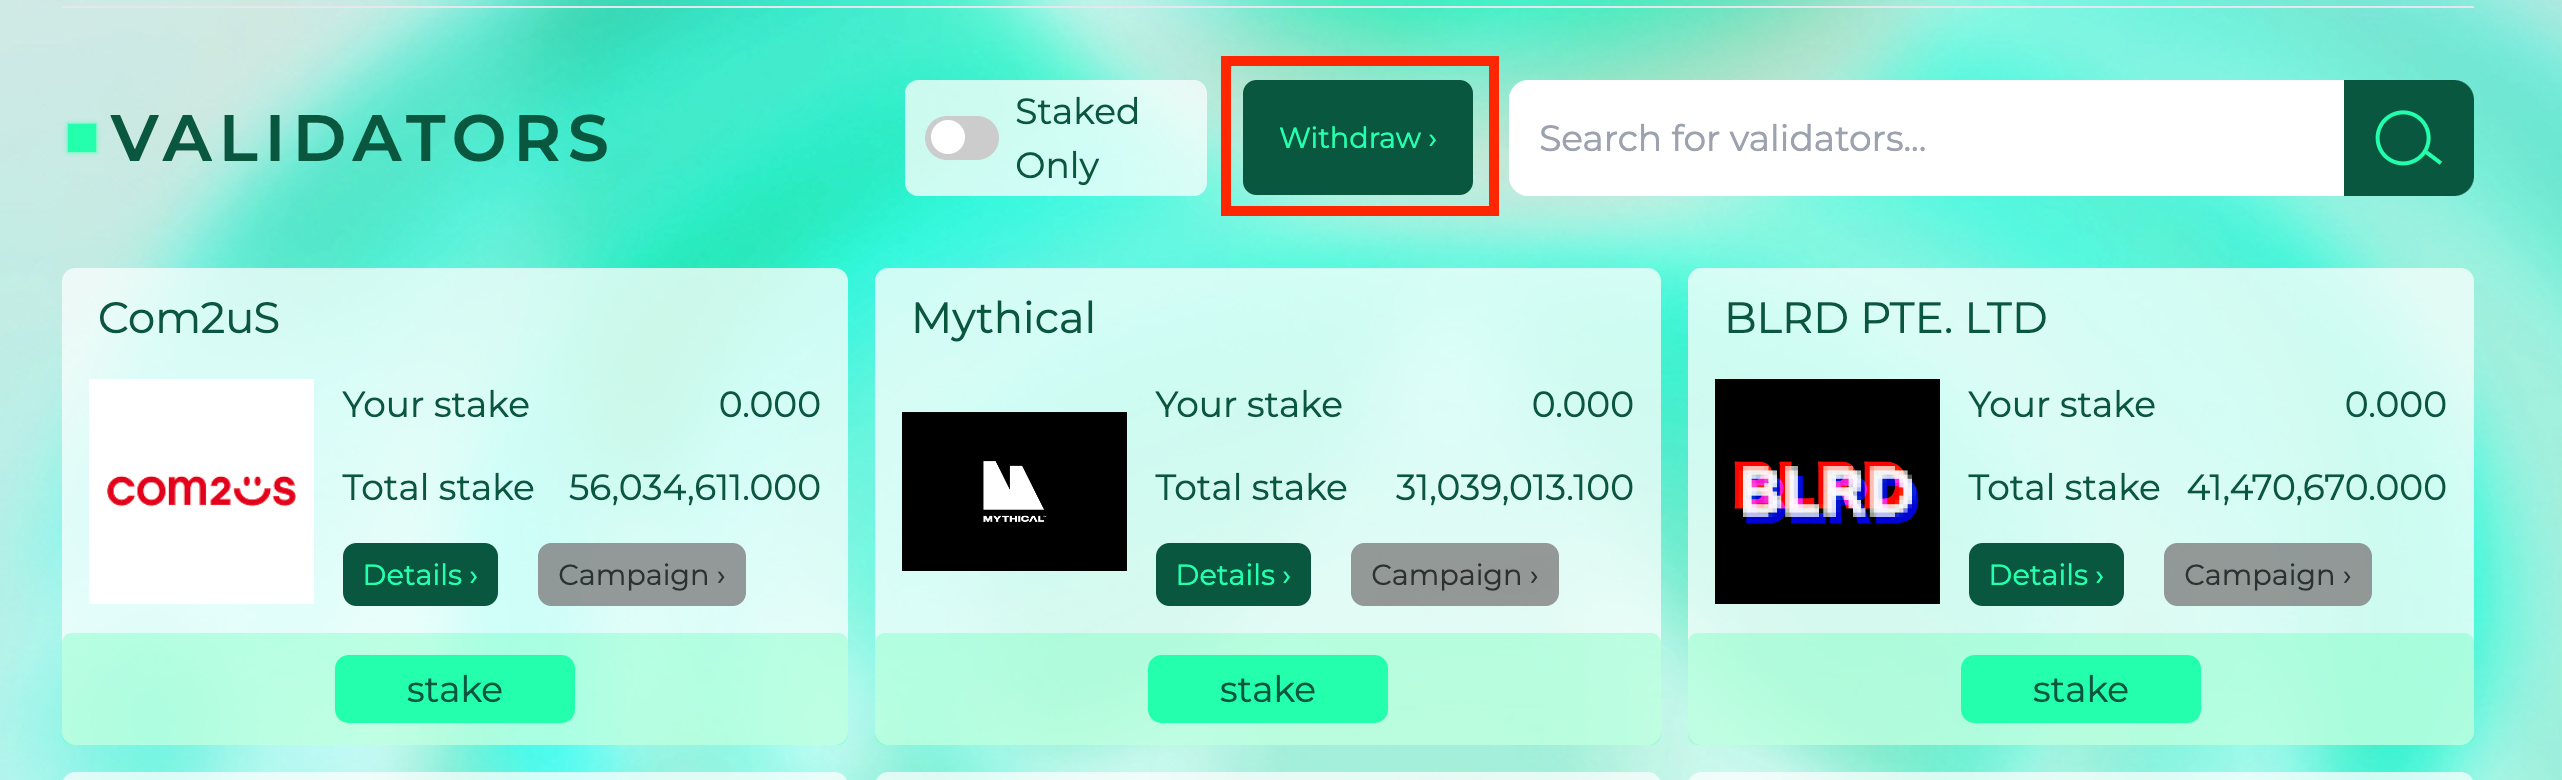 VALIDATORS
Staked
Only
Withdraw ›
Search for validators...
Com2uS
com2us
Your stake 0.000
Total stake 56,034,611.000
Details ›
Campaign ›
stake
Mythical
MYTHICAL
Your stake 0.000
Total stake 31,039,013.100
Details ›
Campaign ›
stake
BLRD PTE. LTD
BLRD
Your stake 0.000
Total stake 41,470,670.000
Details ›
Campaign ›
stake